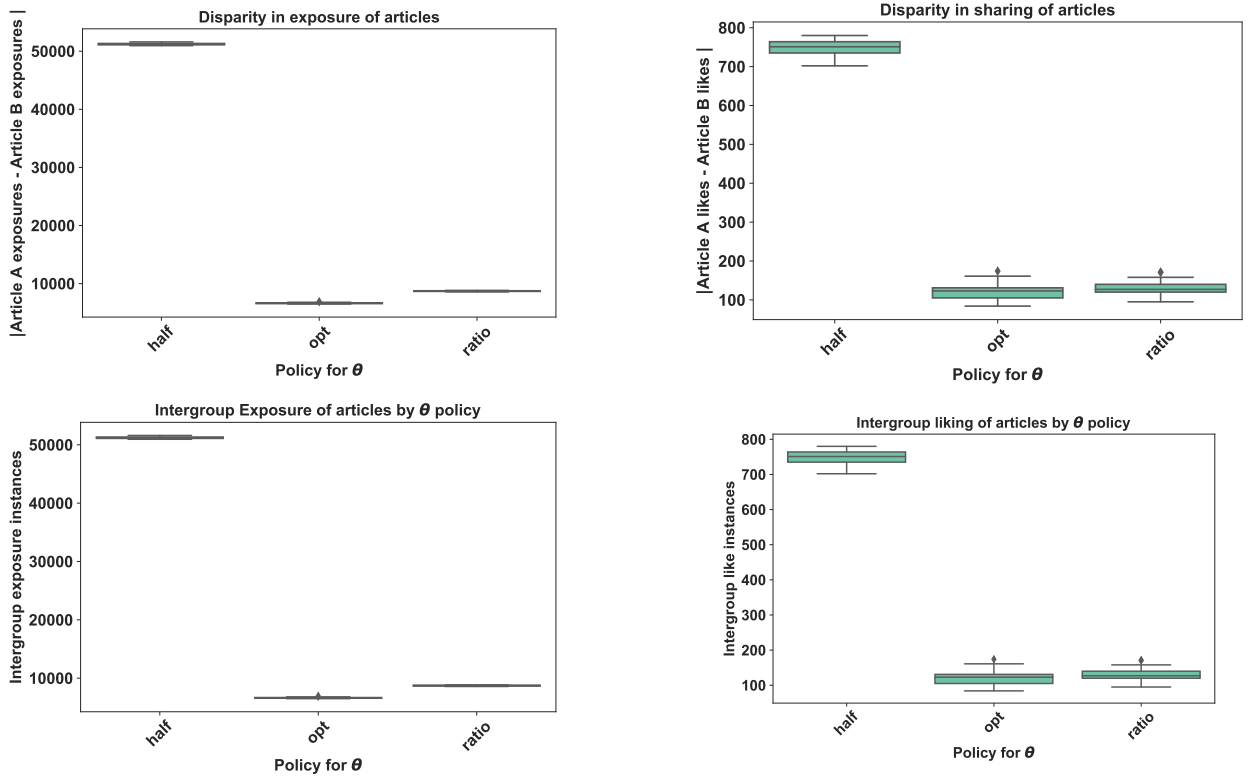 Disparity in exposure of articles
|Article A exposures - Article B exposures |
50000
40000
30000
20000
10000
half
opt
ratio
Policy for θ
Disparity in sharing of articles
|Article A likes - Article B likes |
800
700
600
500
400
300
200
100
half
opt
ratio
Policy for θ
Intergroup Exposure of articles by θ policy
Intergroup exposure instances
50000
40000
30000
20000
10000
half
opt
ratio
Policy for θ
Intergroup liking of articles by θ policy
Intergroup like instances
800
700
600
500
400
300
200
100
half
opt
ratio
Policy for θ